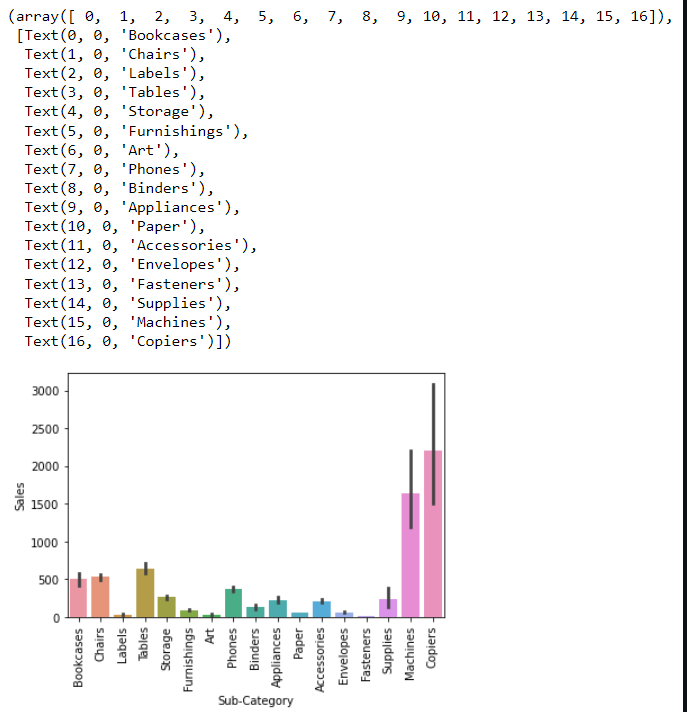 (array([ 0,  1,  2,  3,  4,  5,  6,  7,  8,  9, 10, 11, 12, 13, 14, 15, 16]),
[Text(0, 0, 'Bookcases'),
Text(1, 0, 'Chairs'),
Text(2, 0, 'Labels'),
Text(3, 0, 'Tables'),
Text(4, 0, 'Storage'),
Text(5, 0, 'Furnishings'),
Text(6, 0, 'Art'),
Text(7, 0, 'Phones'),
Text(8, 0, 'Binders'),
Text(9, 0, 'Appliances'),
Text(10, 0, 'Paper'),
Text(11, 0, 'Accessories'),
Text(12, 0, 'Envelopes'),
Text(13, 0, 'Fasteners'),
Text(14, 0, 'Supplies'),
Text(15, 0, 'Machines'),
Text(16, 0, 'Copiers')])
3000
2500
2000
1500
1000
500
0
Sales
Bookcases
Chairs
Labels
Tables
Storage
Furnishings
Art
Phones
Binders
Appliances
Paper
Accessories
Envelopes
Fasteners
Supplies
Machines
Copiers
Sub-Category